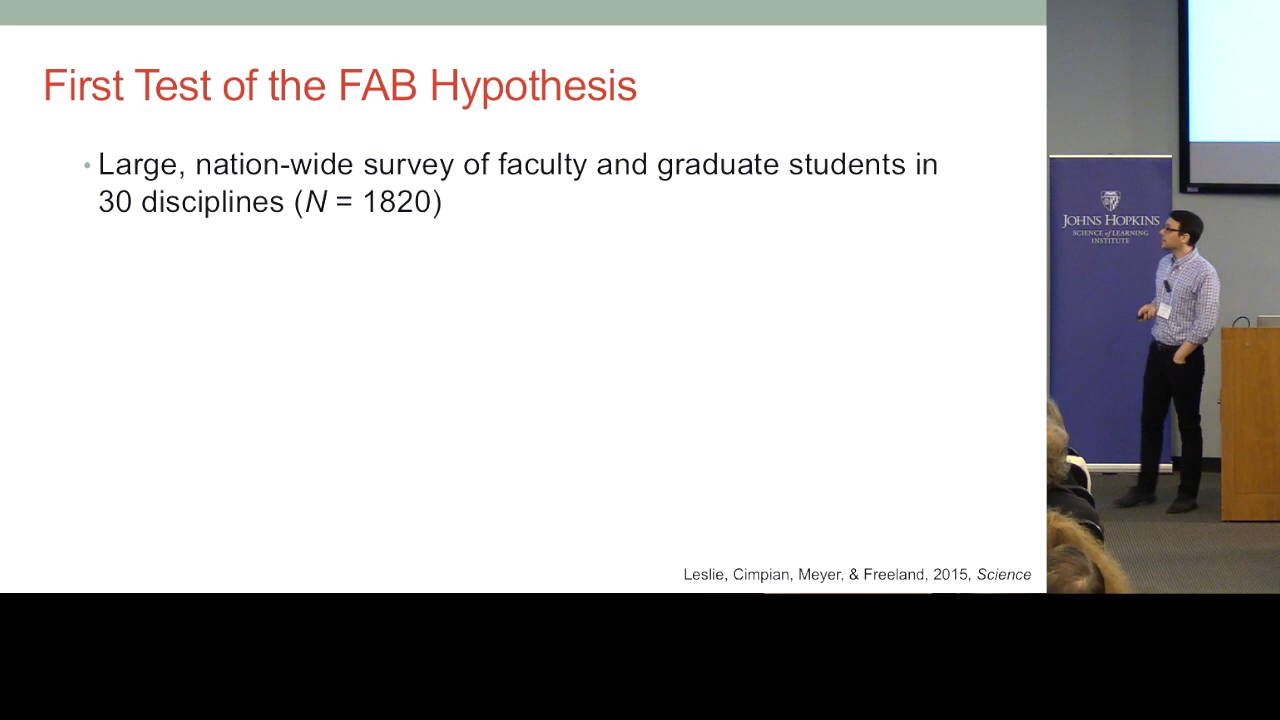 First Test of the FAB Hypothesis
• Large, nation-wide survey of faculty and graduate students in
30 disciplines (N = 1820)
Leslie, Cimpian, Meyer, & Freeland, 2015, Science
JOHNS HOPKINS
SCIENCE of LEARNING
INSTITUTE